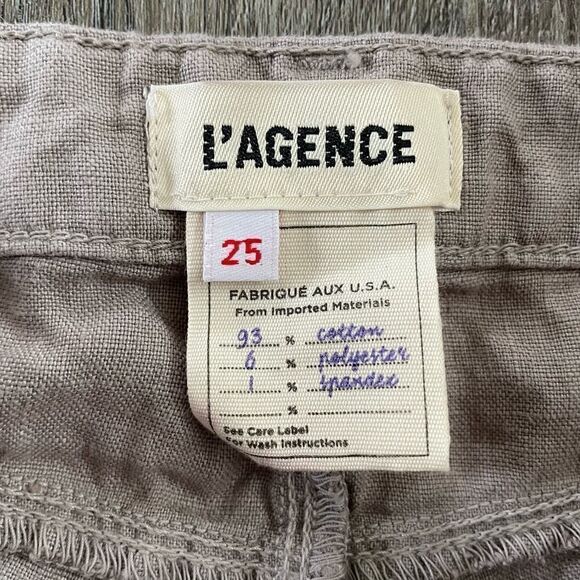 L'AGENCE
25
FABRIQUÉ AUX U.S.A.
From Imported Materials
93 % cotton
6 % polyester
1 % spandex
%
See Care Label
For Wash Instructions